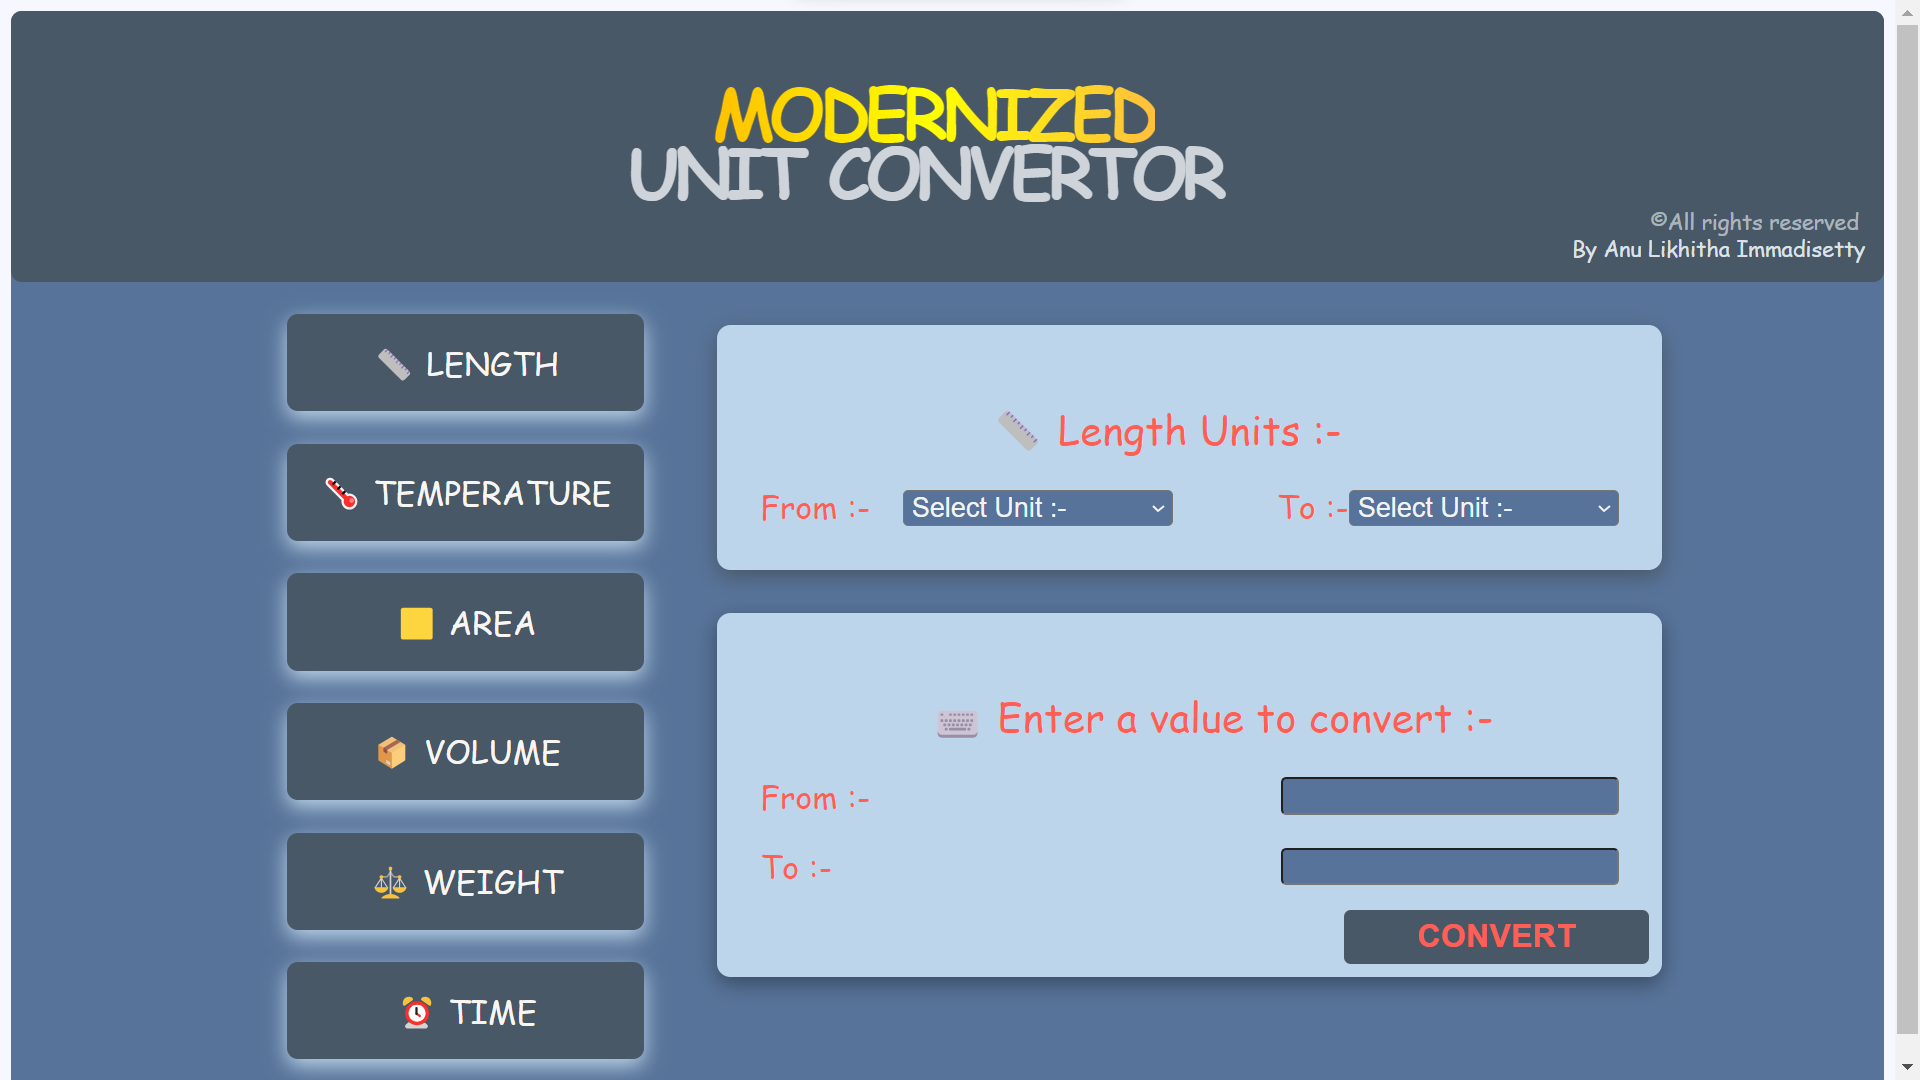 MODERNIZED
UNIT CONVERTOR
©All rights reserved
By Anu Likhitha Immadisetty
LENGTH
TEMPERATURE
AREA
VOLUME
WEIGHT
TIME
Length Units :-
From :- Select Unit :- To :- Select Unit :-
Enter a value to convert :-
From :-
To :-
CONVERT